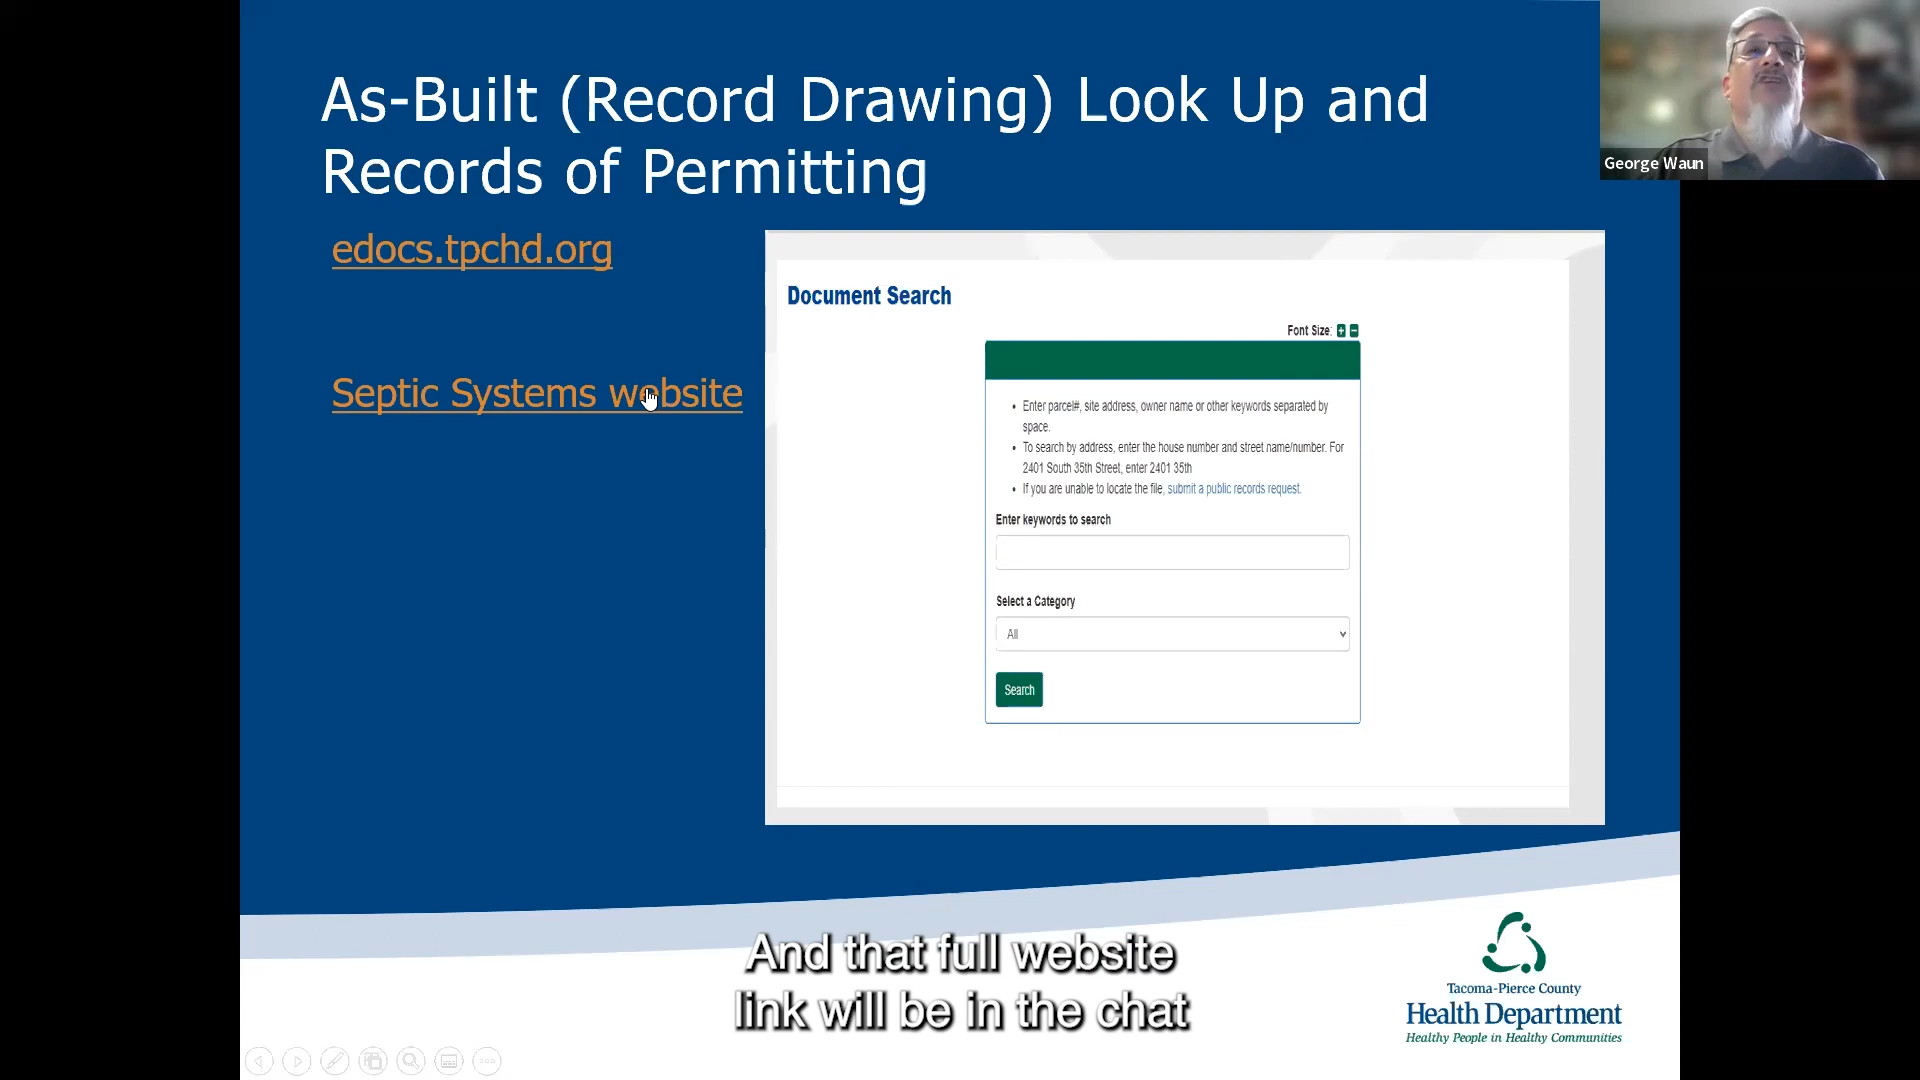 As-Built (Record Drawing) Look Up and
Records of Permitting
George Waun
edocs.tpchd.org
Septic Systems website
Document Search
Font Size:
Enter parcel#, site address, owner name or other keywords separated by
space.
To search by address, enter the house number and street name/number. For
2401 South 35th Street, enter 2401 35th
If you are unable to locate the file, submit a public records request.
Enter keywords to search
Select a Category
All
Search
And that full website
link will be in the chat
Tacoma-Pierce County
Health Department
Healthy People in Healthy Communities